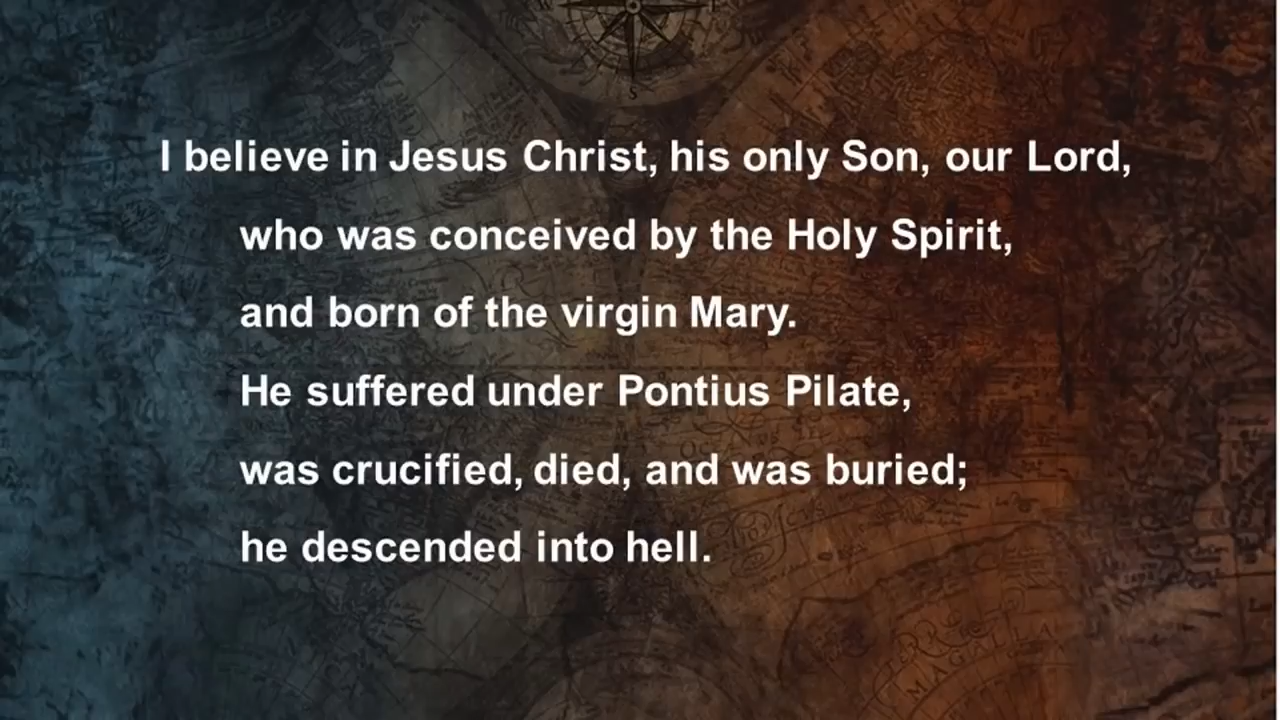 S
I believe in Jesus Christ, his only Son, our Lord,
who was conceived by the Holy Spirit,
and born of the virgin Mary.
He suffered under Pontius Pilate,
was crucified, died, and was buried;
he descended into hell.
MAGALLA